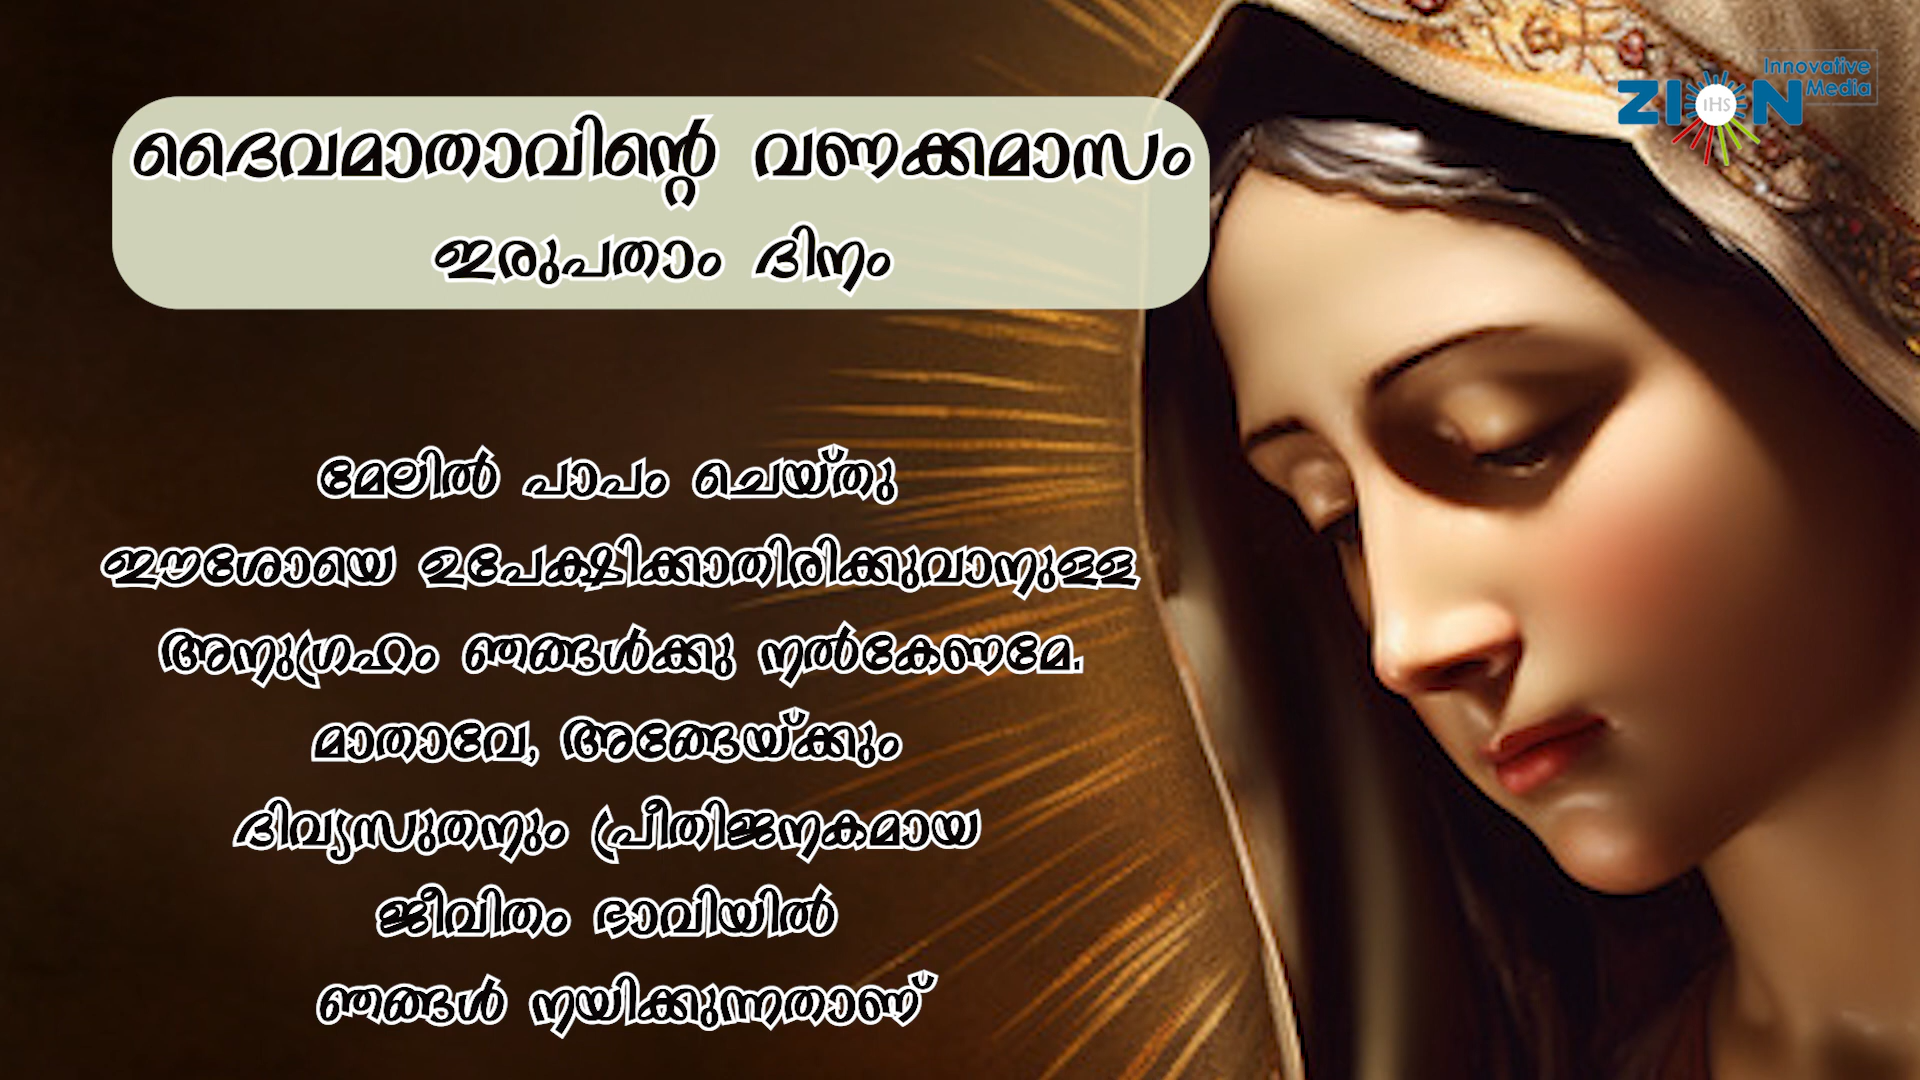 ദൈവമാതാവിന്റെ വണക്കമാസം
ഇരുപതാം ദിനം
Innovative
ZION Media
IHS
മേലിൽ പാപം ചെയ്തു
ഈശോയെ ഉപേക്ഷിക്കാതിരിക്കുവാനുള്ള
അനുഗ്രഹം ഞങ്ങൾക്കു നൽകേണമേ.
മാതാവേ, അങ്ങേയ്ക്കും
ദിവ്യസുതനും പ്രീതിജനകമായ
ജീവിതം ഭാവിയിൽ
ഞങ്ങൾ നയിക്കുന്നതാണ്